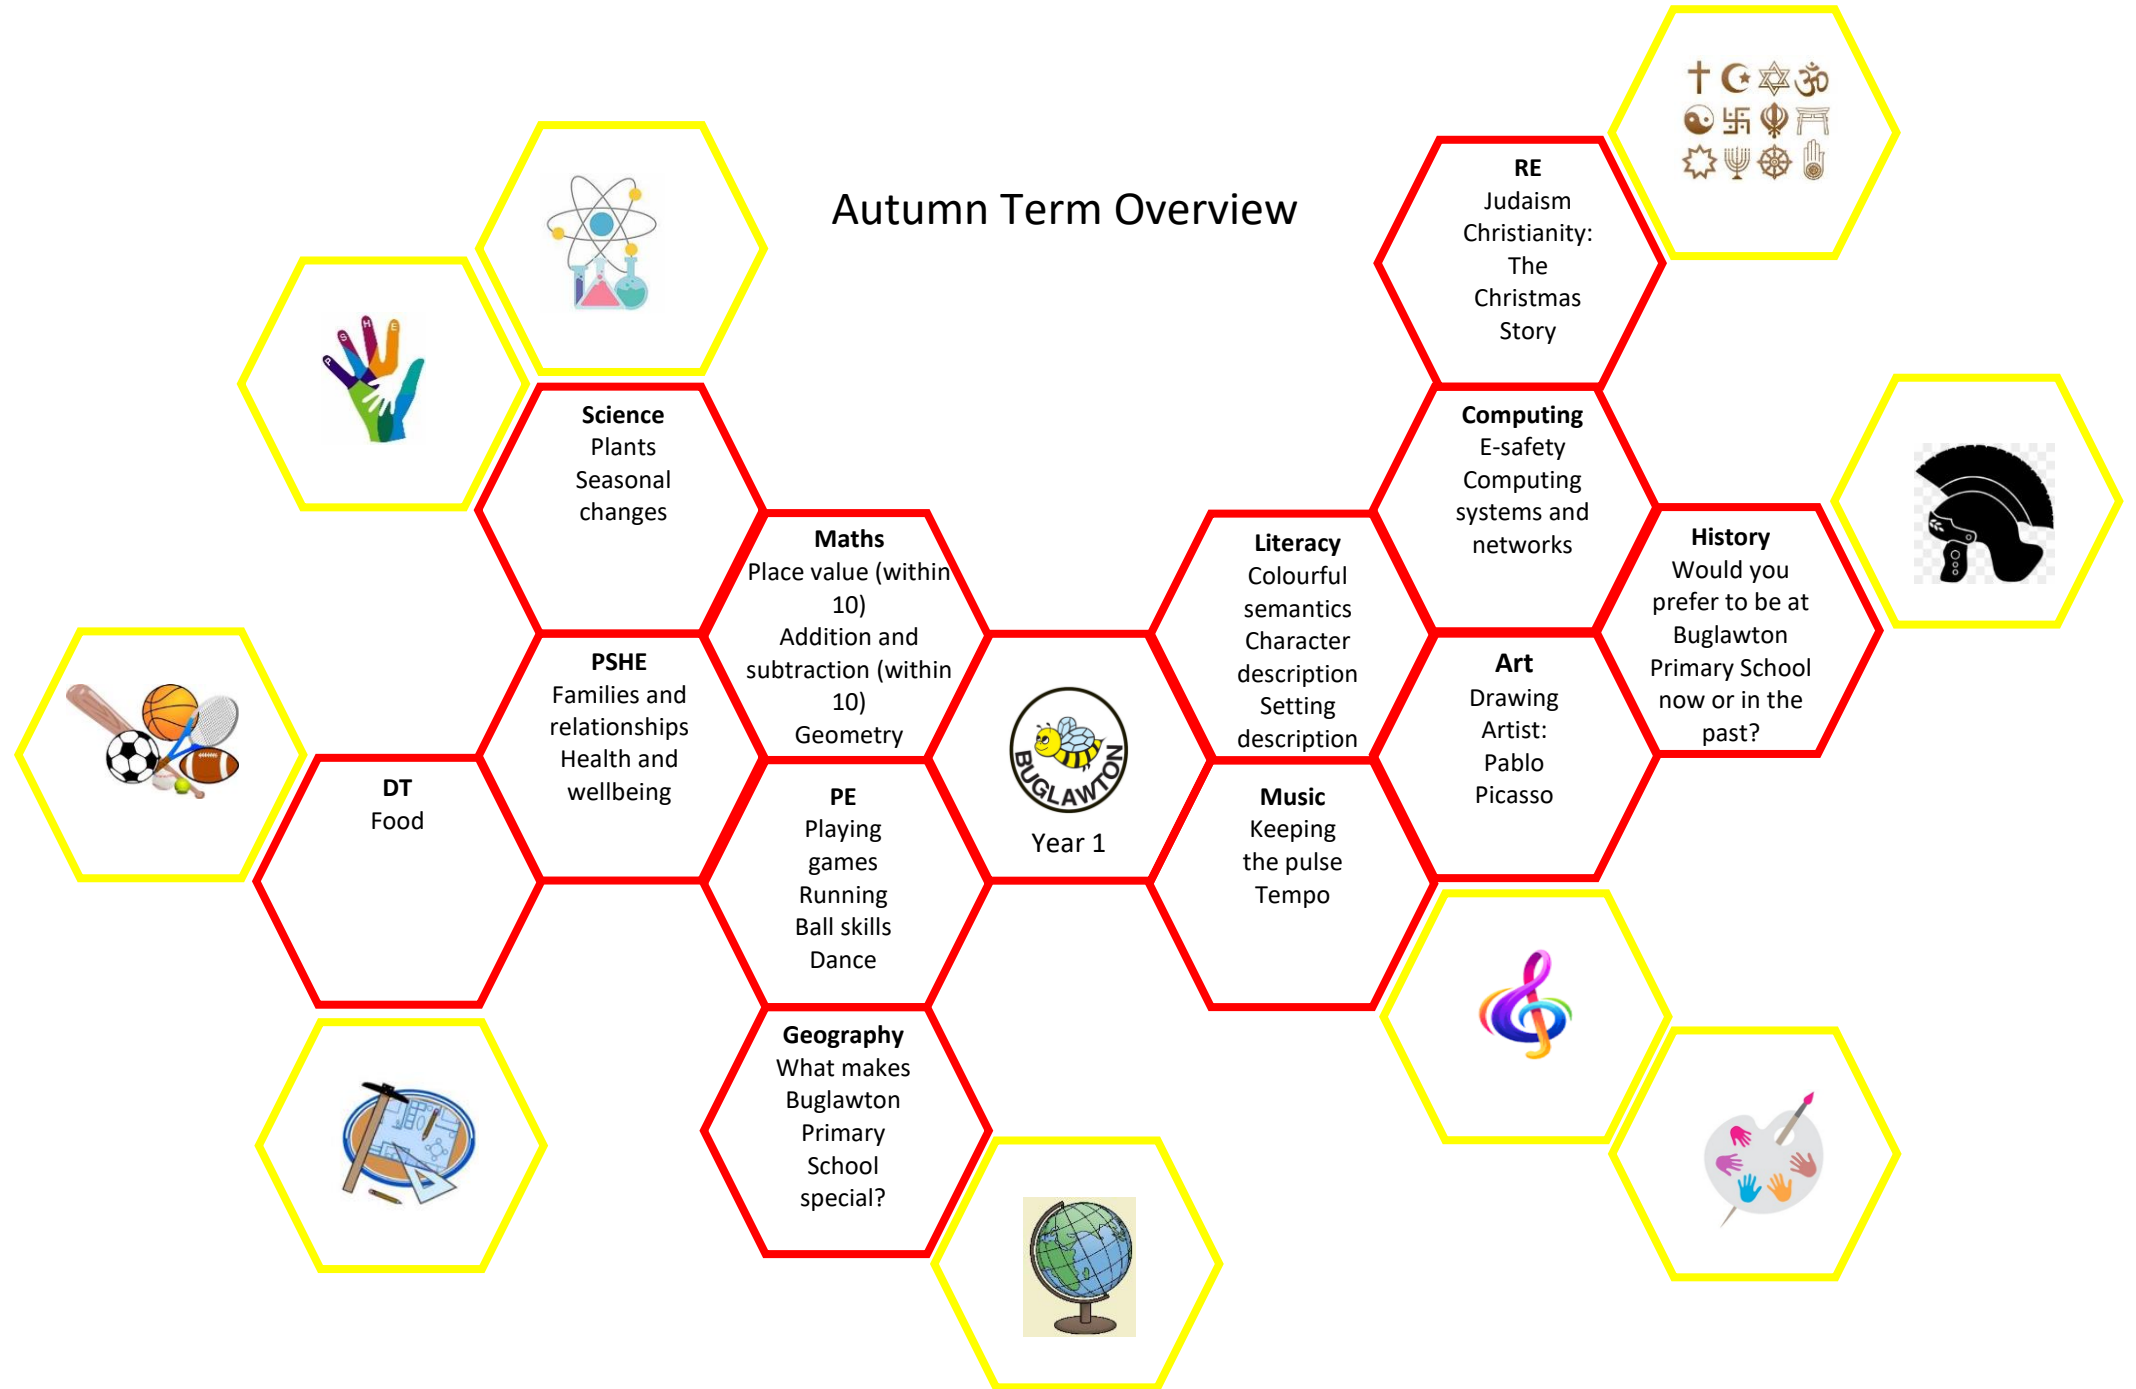 Autumn Term Overview
RE
Judaism
Christianity:
The
Christmas
Story
P
S
H
E
Science
Plants
Seasonal
changes
Computing
E-safety
Computing
systems and
networks
Maths
Place value (within
10)
Addition and
subtraction (within
10)
Geometry
Literacy
Colourful
semantics
Character
description
Setting
description
History
Would you
prefer to be at
Buglawton
Primary School
now or in the
past?
PSHE
Families and
relationships
Health and
wellbeing
BUGLAWTON
Year 1
Art
Drawing
Artist:
Pablo
Picasso
DT
Food
PE
Playing
games
Running
Ball skills
Dance
Music
Keeping
the pulse
Tempo
Geography
What makes
Buglawton
Primary
School
special?